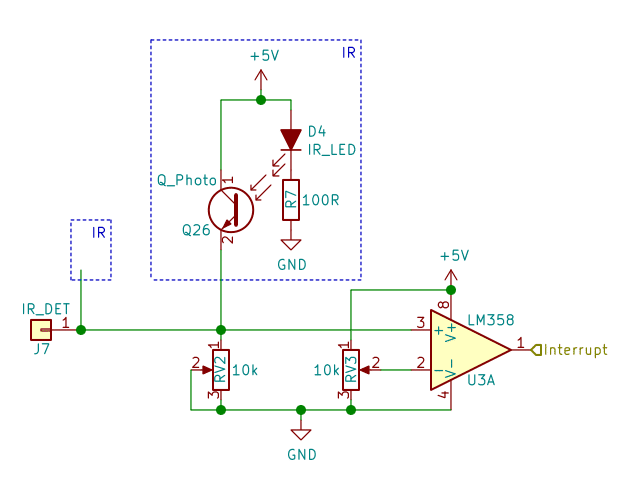 IR
+5V
D4
IR_LED
Q_Photo
1
R7
100R
Q26
2
GND
IR
+5V
IR_DET
1
J7
8
LM358
3
+
V+
1
Interrupt
2
-
V-
U3A
4
1
2
RV2
10k
3
1
10k
RV3
2
3
GND